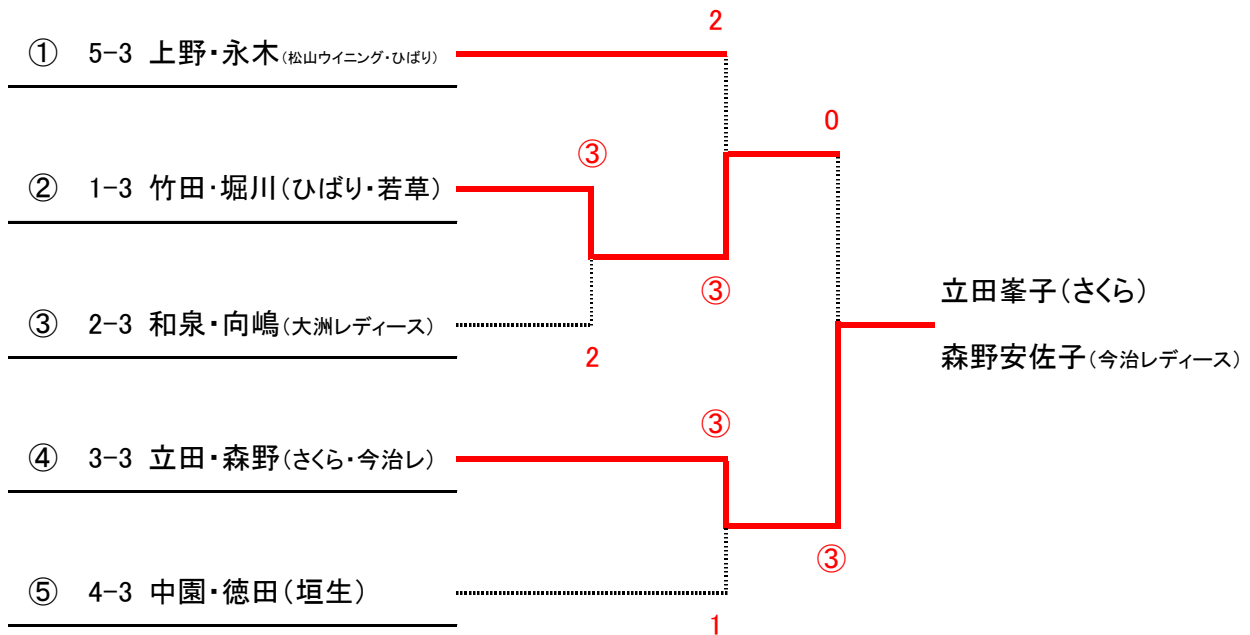 2
① 5-3 上野・永木(松山ウイニング・ひばり)
0
③
② 1-3 竹田・堀川(ひばり・若草)
③
立田峯子(さくら)
③ 2-3 和泉・向嶋(大洲レディース)
2
森野安佐子(今治レディース)
③
④ 3-3 立田・森野(さくら・今治レ)
③
⑤ 4-3 中園・徳田(垣生)
1